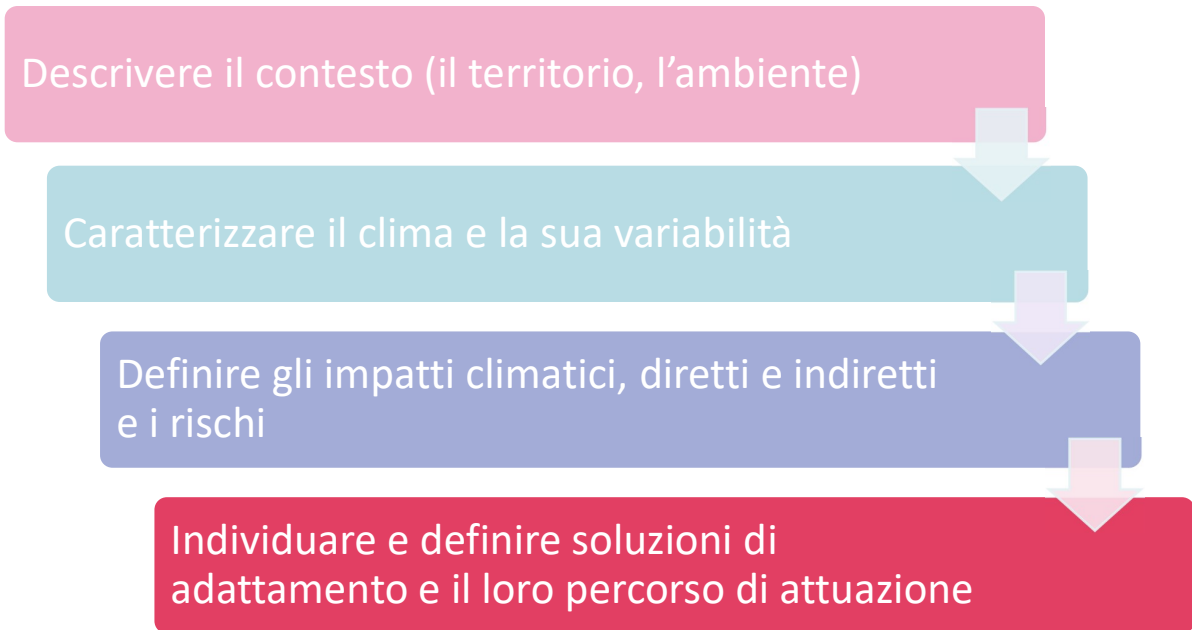 Descrivere il contesto (il territorio, l’ambiente)
Caratterizzare il clima e la sua variabilità
Definire gli impatti climatici, diretti e indiretti
e i rischi
Individuare e definire soluzioni di
adattamento e il loro percorso di attuazione